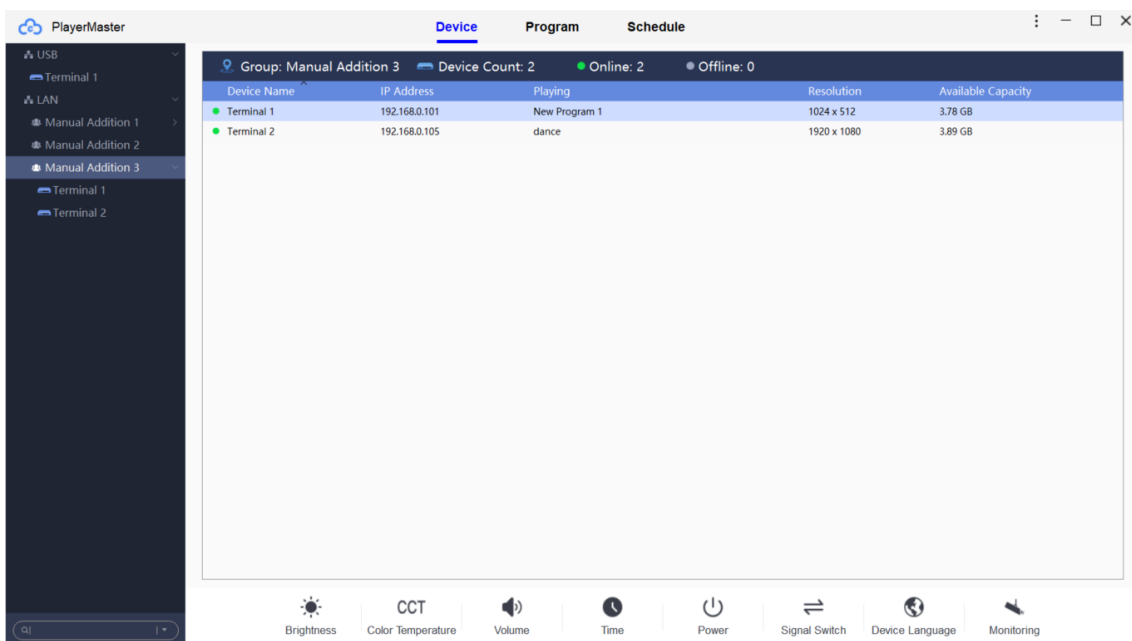 PlayerMaster
Device Program Schedule
USB
Terminal 1
LAN
Manual Addition 1
Manual Addition 2
Manual Addition 3
Terminal 1
Terminal 2
Group: Manual Addition 3 Device Count: 2 Online: 2 Offline: 0
Device Name IP Address Playing Resolution Available Capacity
Terminal 1 192.168.0.101 New Program 1 1024 x 512 3.78 GB
Terminal 2 192.168.0.105 dance 1920 x 1080 3.89 GB
CCT
Brightness Color Temperature Volume Time Power Signal Switch Device Language Monitoring